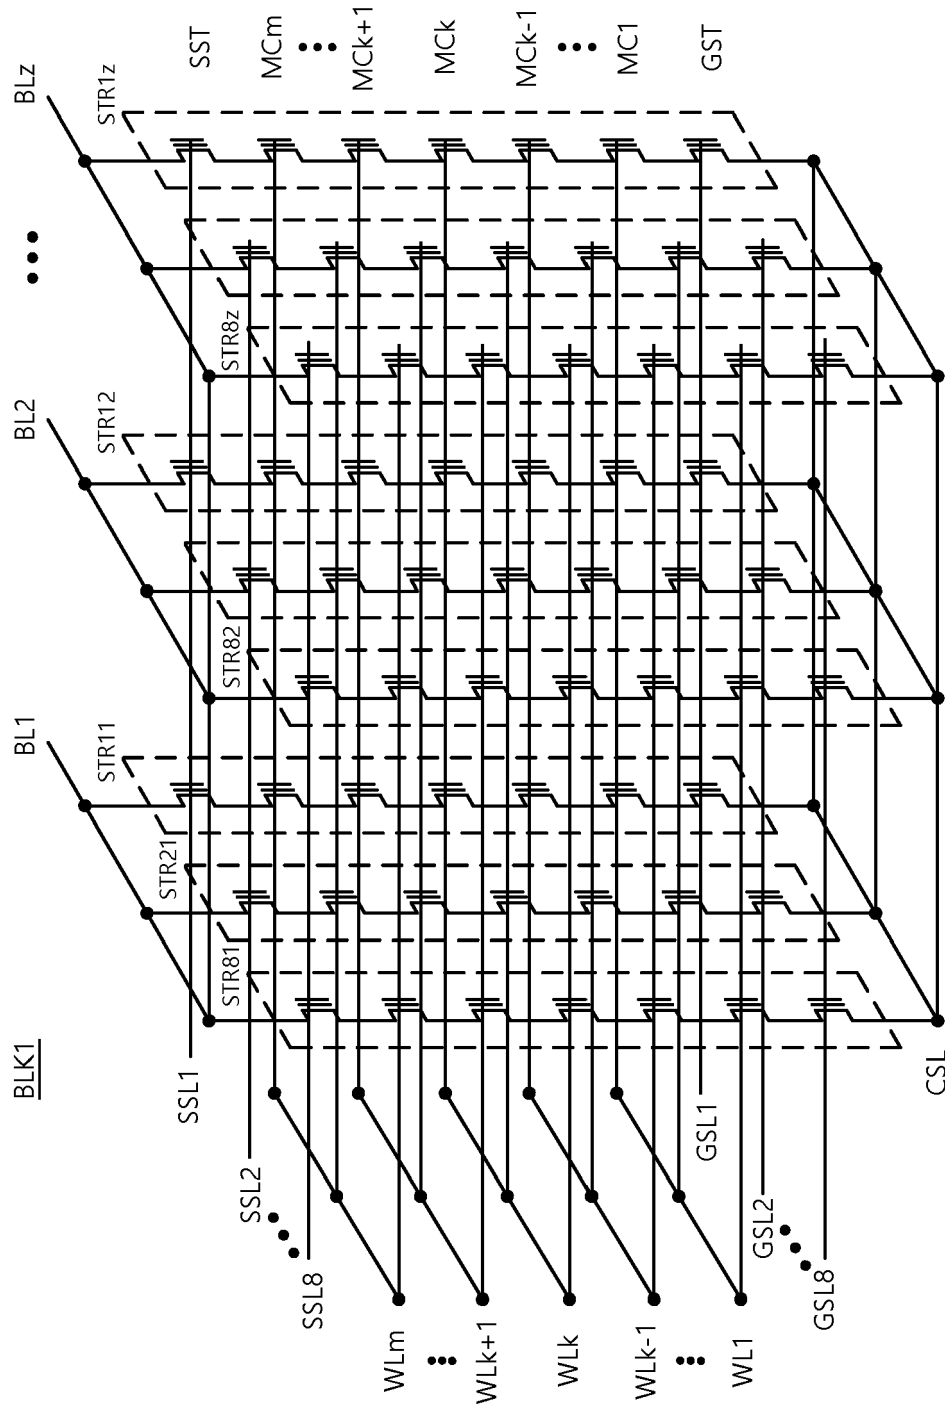 BLK1
BL1
BL2
•••
BLz
STR81
STR21
STR11
STR82
STR12
STR8z
STR1z
SSL1
SSL2
SSL8
WLm
•••
WLk+1
WLk
WLk-1
•••
WL1
GSL1
GSL2
GSL8
CSL
SST
MCm
•••
MCk+1
MCk
MCk-1
•••
MC1
GST